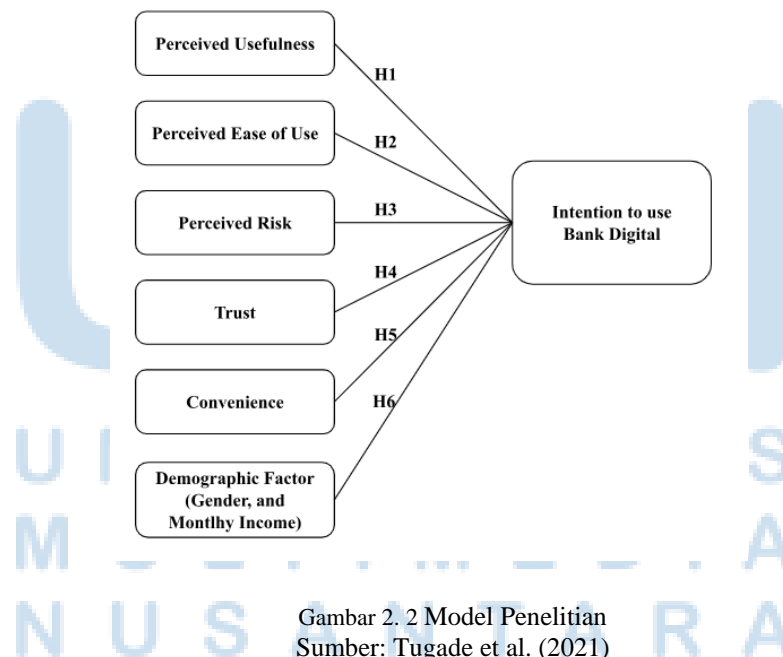 Perceived Usefulness
H1
Perceived Ease of Use
H2
Perceived Risk
H3
Intention to use
Bank Digital
H4
Trust
H5
Convenience
H6
Demographic Factor
(Gender, and
Montlhy Income)
Gambar 2. 2 Model Penelitian
NUSANTARA
Sumber: Tugade et al. (2021)